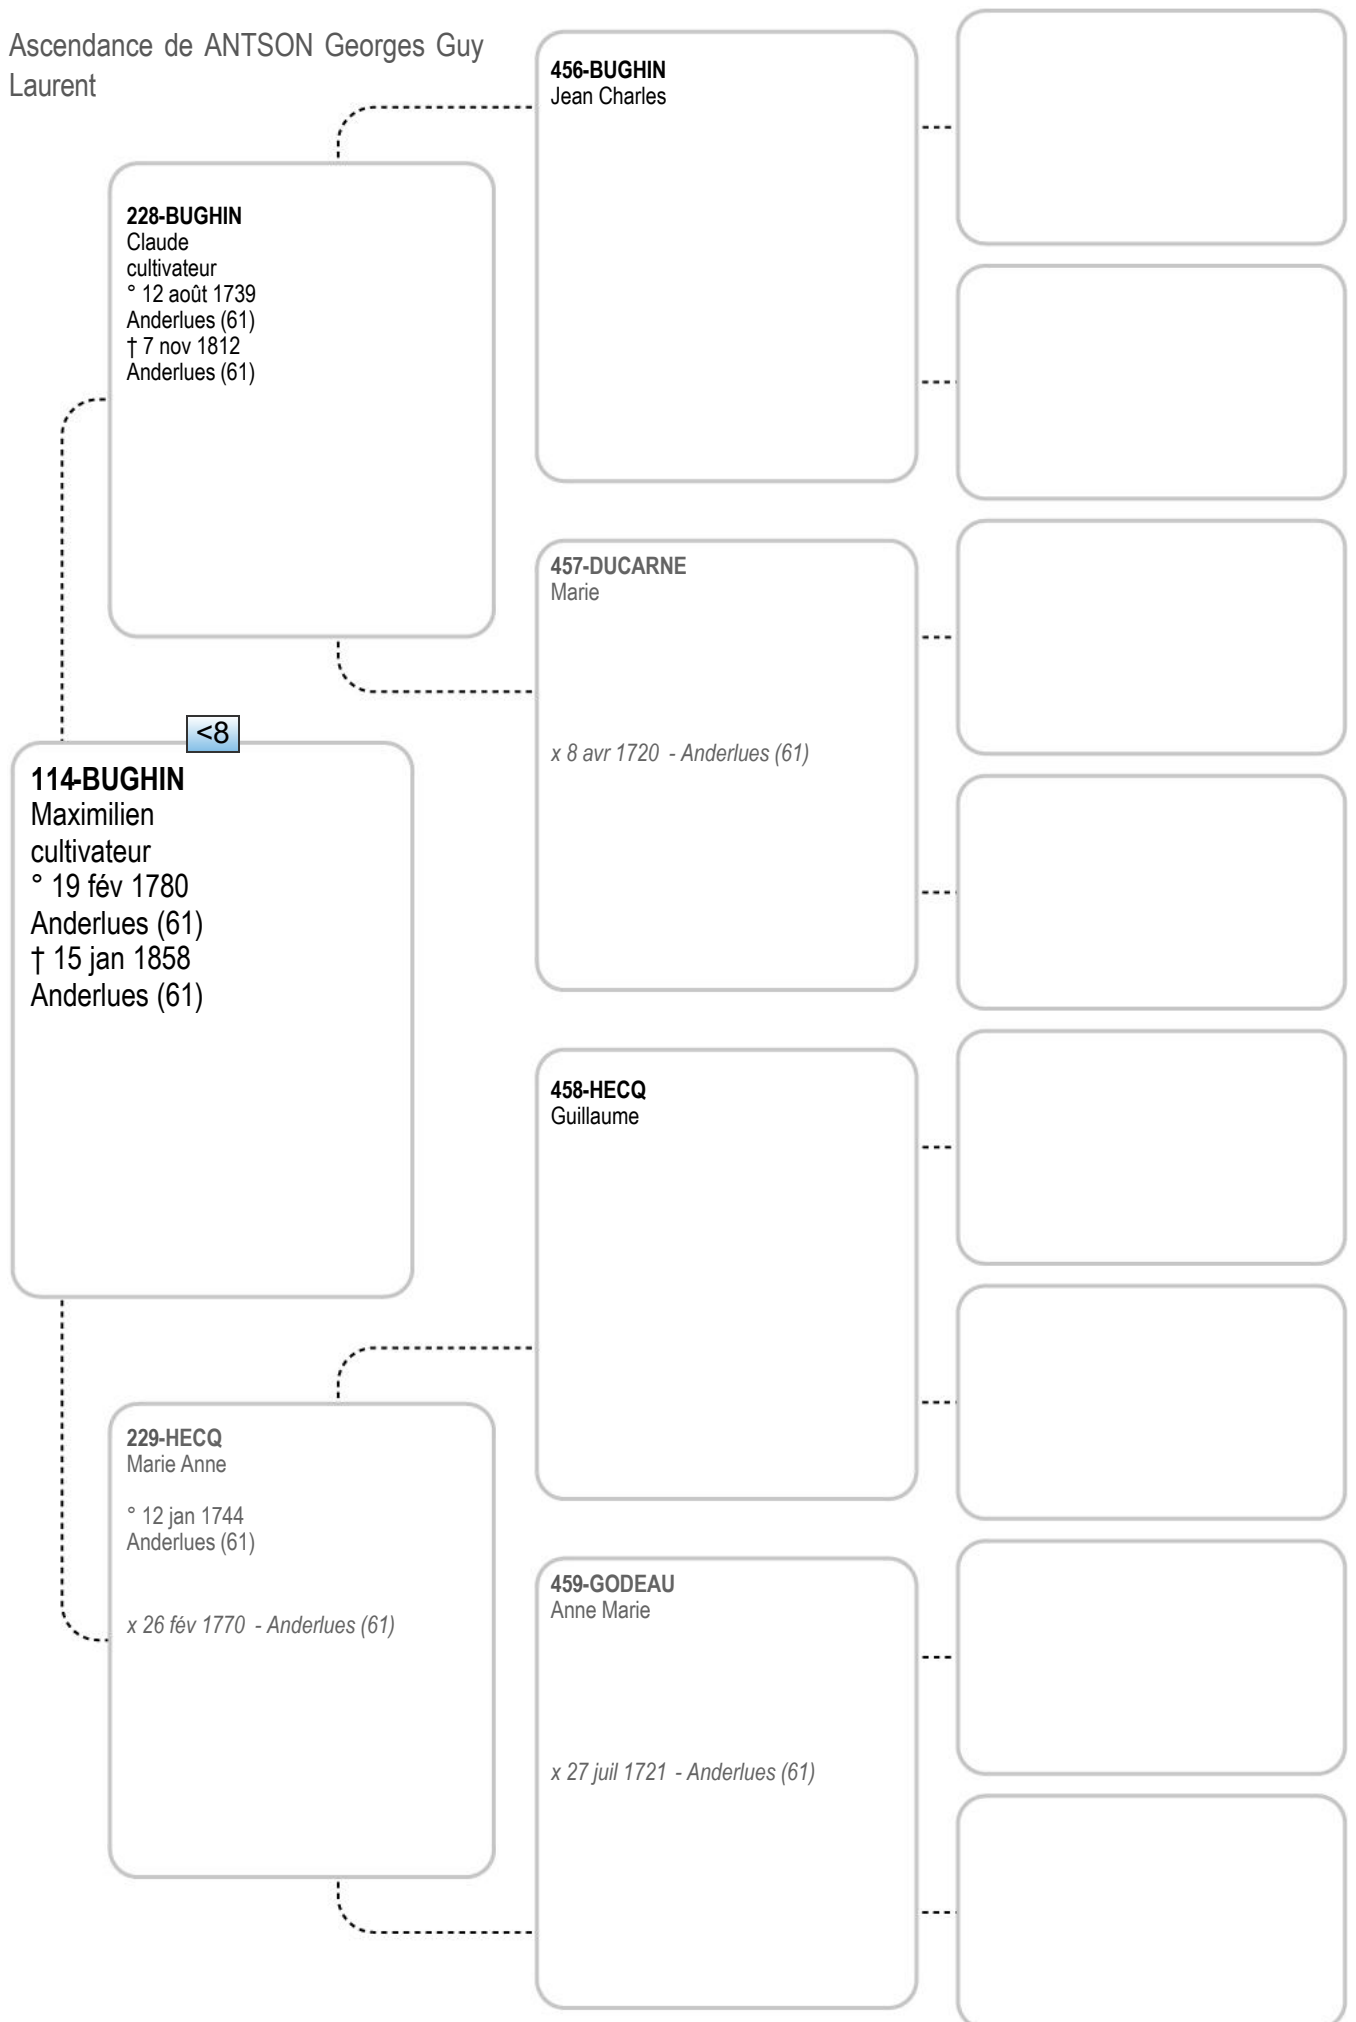 Ascendance de ANTSON Georges Guy
Laurent
456-BUGHIN
Jean Charles
228-BUGHIN
Claude
cultivateur
° 12 août 1739
Anderlues (61)
† 7 nov 1812
Anderlues (61)
457-DUCARNE
Marie
x 8 avr 1720 - Anderlues (61)
<8
114-BUGHIN
Maximilien
cultivateur
° 19 fév 1780
Anderlues (61)
† 15 jan 1858
Anderlues (61)
458-HECQ
Guillaume
229-HECQ
Marie Anne
° 12 jan 1744
Anderlues (61)
x 26 fév 1770 - Anderlues (61)
459-GODEAU
Anne Marie
x 27 juil 1721 - Anderlues (61)